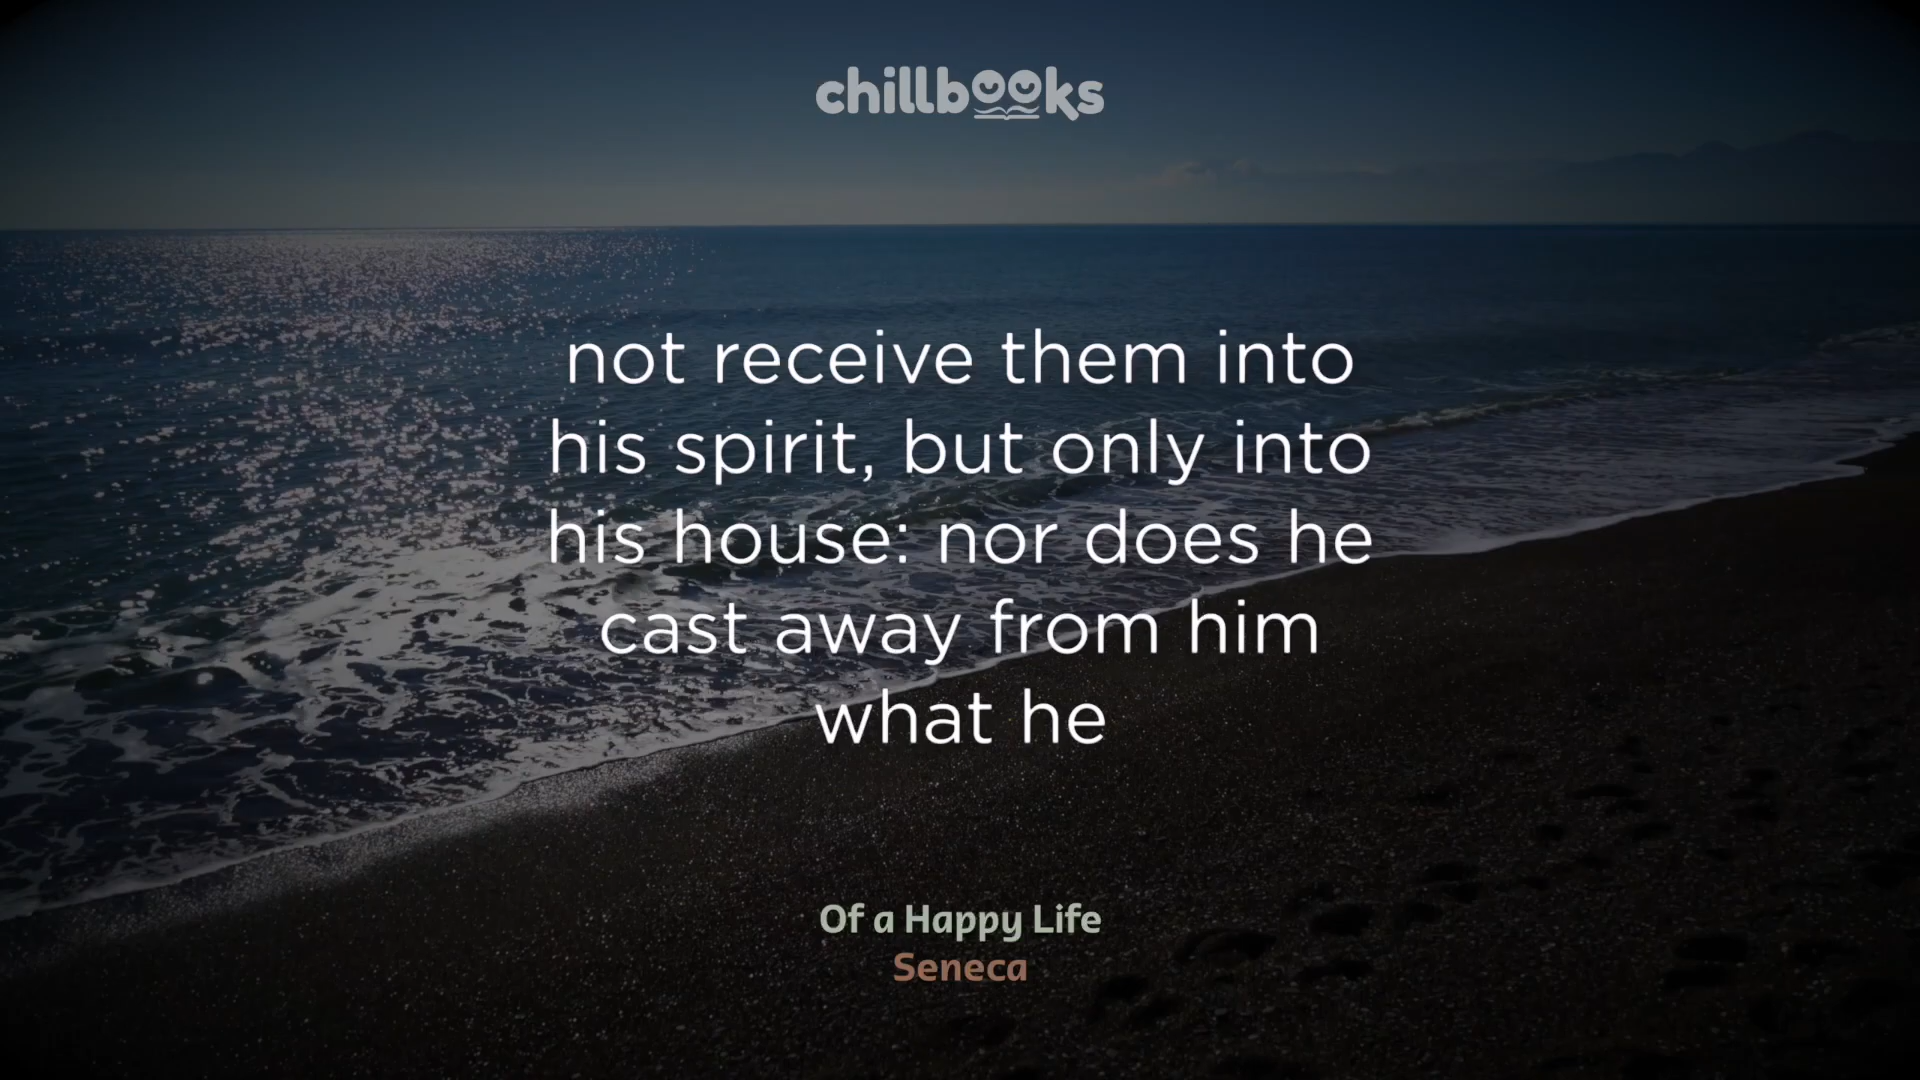 chillbooks
not receive them into
his spirit, but only into
his house: nor does he
cast away from him
what he
Of a Happy Life
Seneca